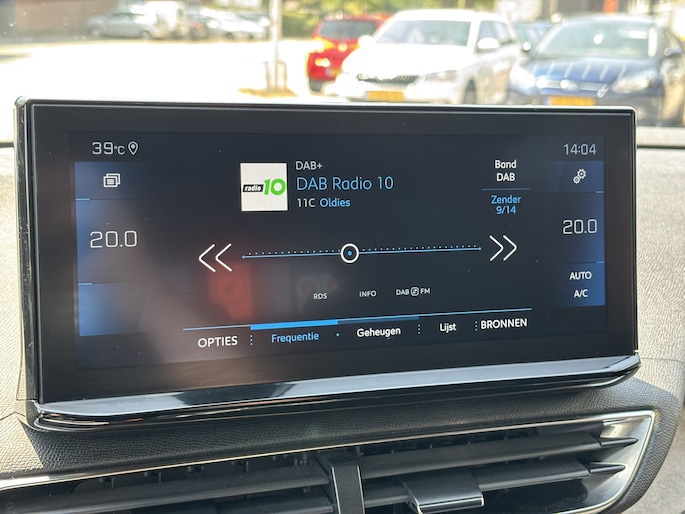 39°C
14:04
DAB+
radio 10
DAB Radio 10
11C Oldies
Band
DAB
Zender
9/14
20.0
20.0
AUTO
A/C
RDS
INFO
DAB FM
OPTIES
Frequentie
Geheugen
Lijst
BRONNEN